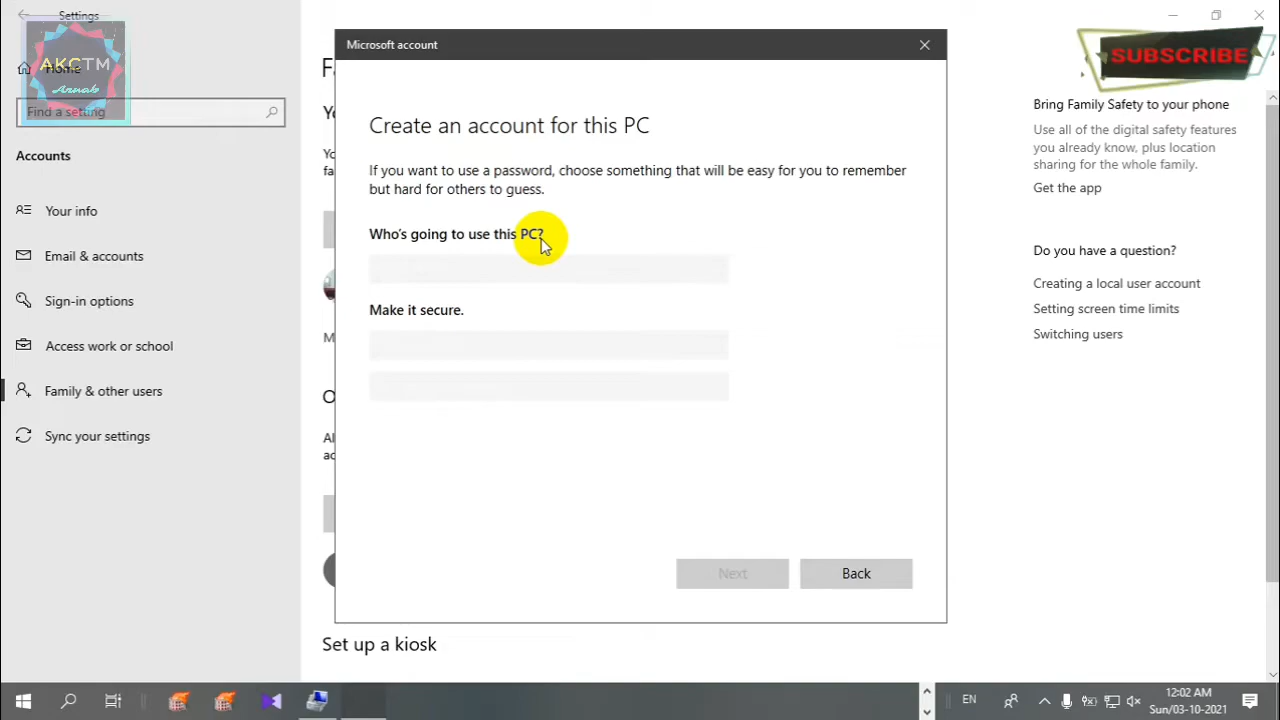 Settings
Microsoft account
SUBSCRIBE
AKCTM
Arnab
Home
Find a setting
Accounts
Your info
Email & accounts
Sign-in options
Access work or school
Family & other users
Sync your settings
Create an account for this PC
If you want to use a password, choose something that will be easy for you to remember
but hard for others to guess.
Who's going to use this PC?
Make it secure.
Next
Back
Set up a kiosk
Bring Family Safety to your phone
Use all of the digital safety features
you already know, plus location
sharing for the whole family.
Get the app
Do you have a question?
Creating a local user account
Setting screen time limits
Switching users
EN
12:02 AM
Sun/03-10-2021